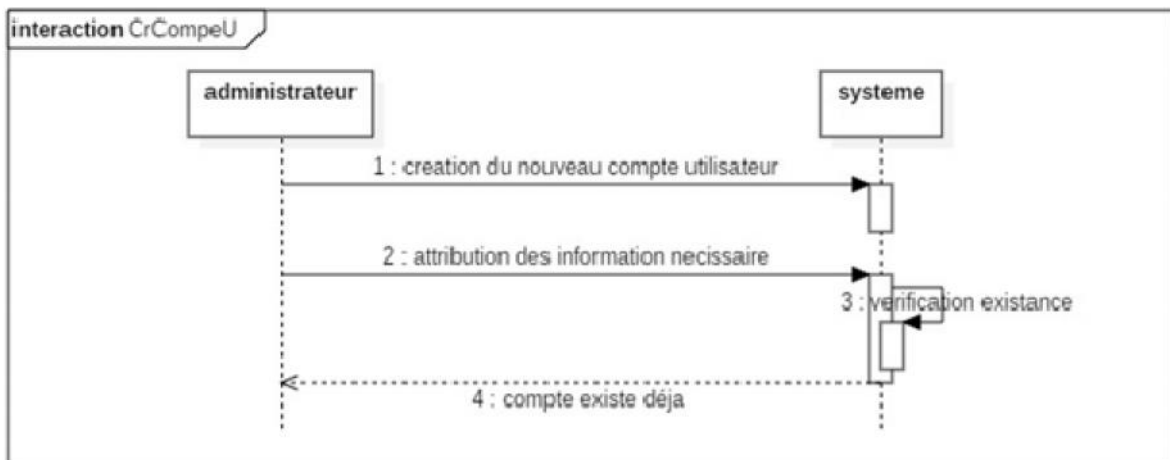 interaction CrCompeU
administrateur
systeme
1 : creation du nouveau compte utilisateur
2 : attribution des information necissaire
3 : verification existance
4 : compte existe déja